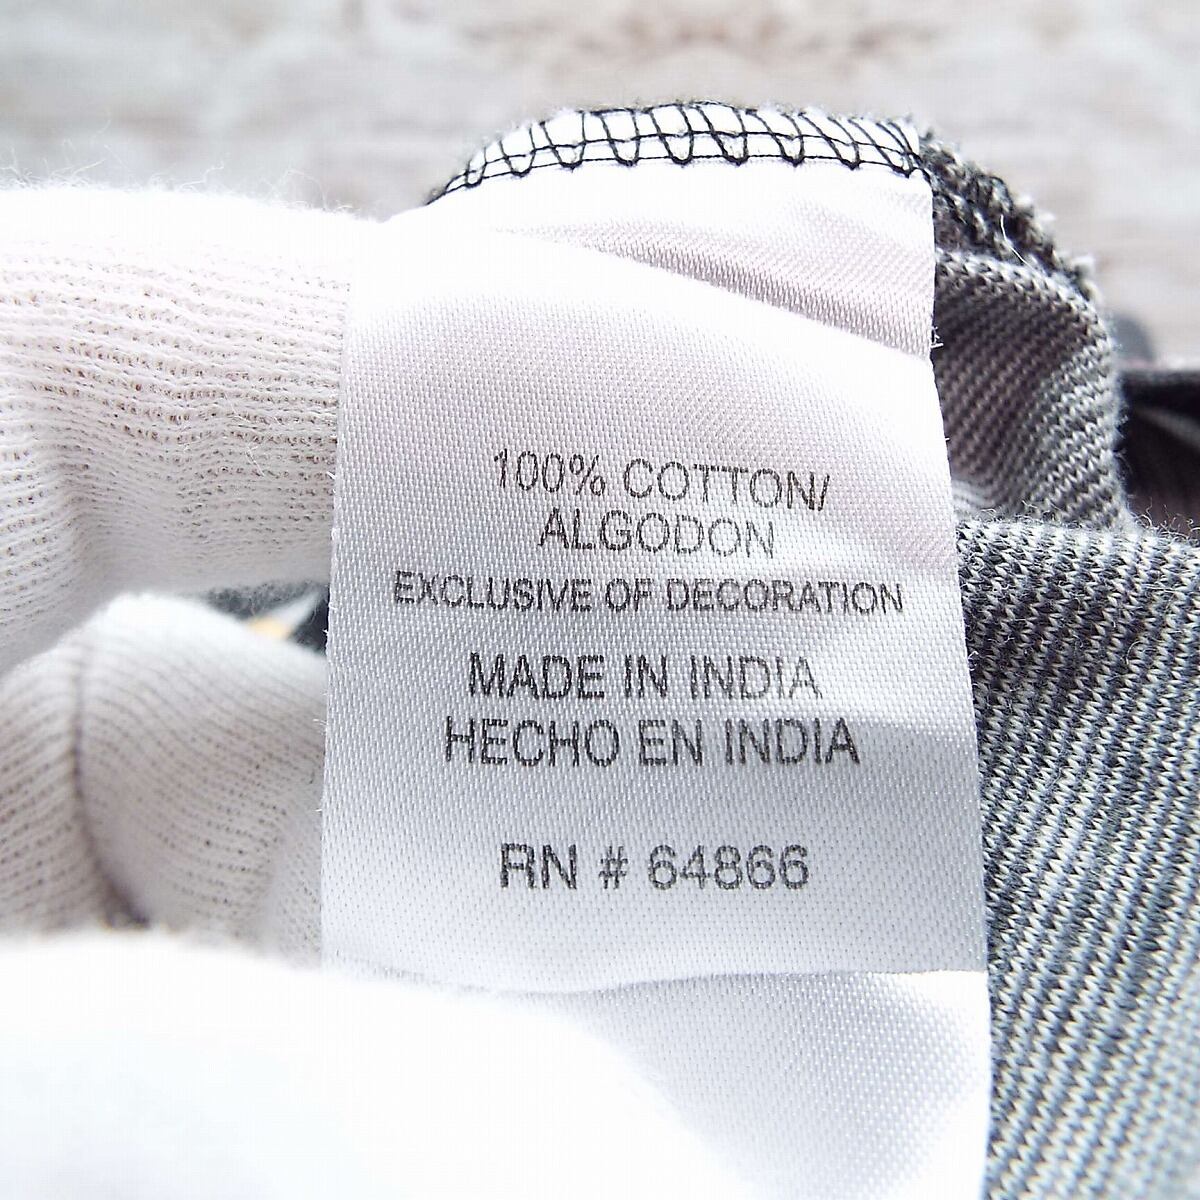 100% COTTON/
ALGODON
EXCLUSIVE OF DECORATION
MADE IN INDIA
HECHO EN INDIA
RN # 64866